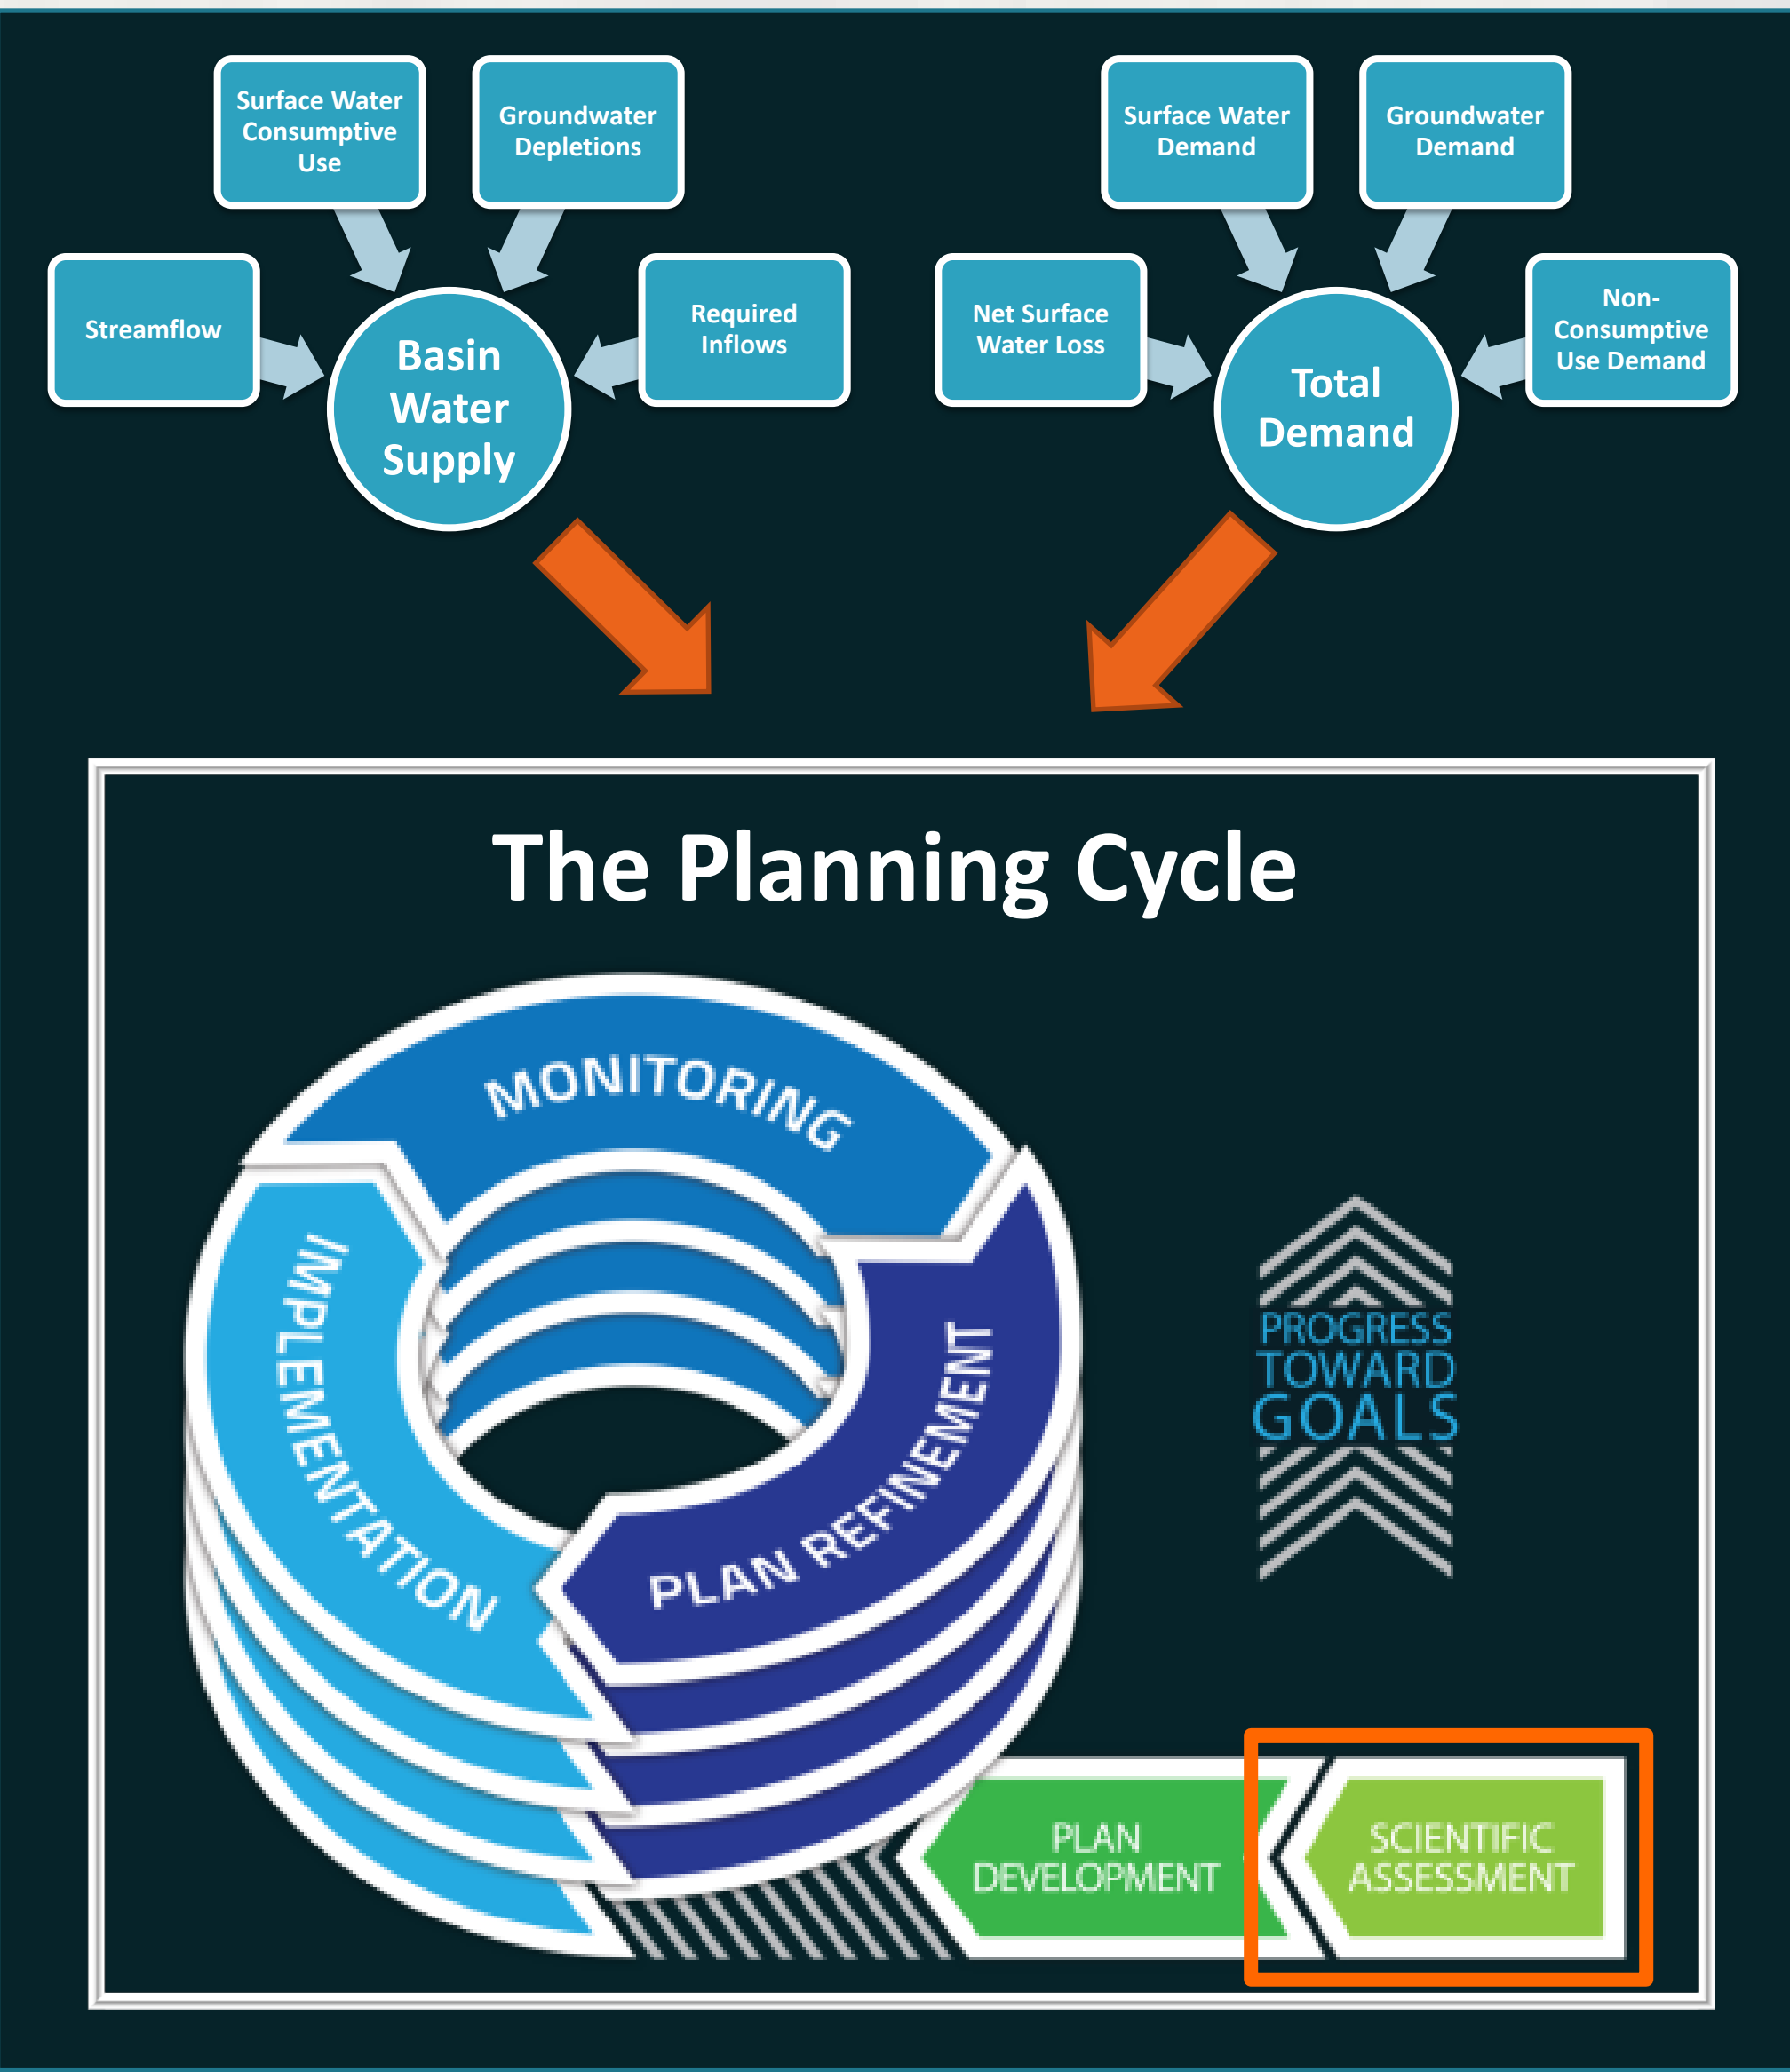 Surface Water
Consumptive
Use
Groundwater
Depletions
Streamflow
Required
Inflows
Basin
Water
Supply
Surface Water
Demand
Groundwater
Demand
Net Surface
Water Loss
Non-
Consumptive
Use Demand
Total
Demand
The Planning Cycle
MONITORING
IMPLEMENTATION
PLAN REFINEMENT
PROGRESS
TOWARD
GOALS
PLAN
DEVELOPMENT
SCIENTIFIC
ASSESSMENT